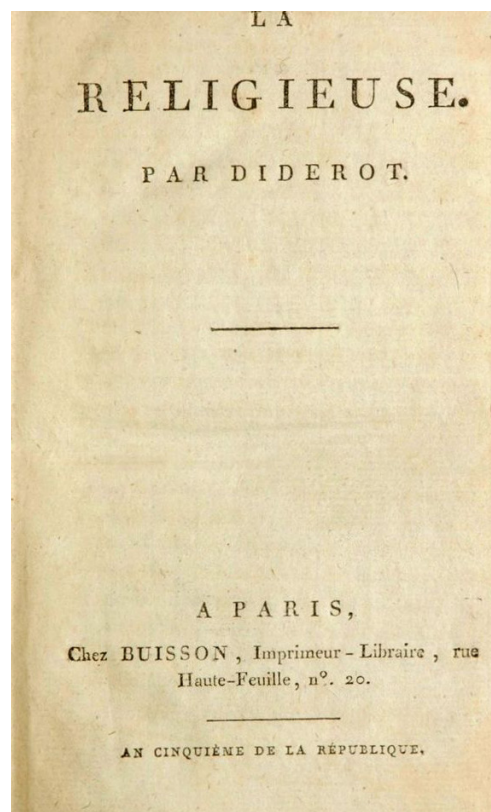 LA
RELIGIEUSE.
PAR DIDEROT.
A PARIS,
Chez BUISSON, Imprimeur-Libraire, rue
Haute-Feuille, n°. 20.
AN CINQUIÈME DE LA RÉPUBLIQUE.